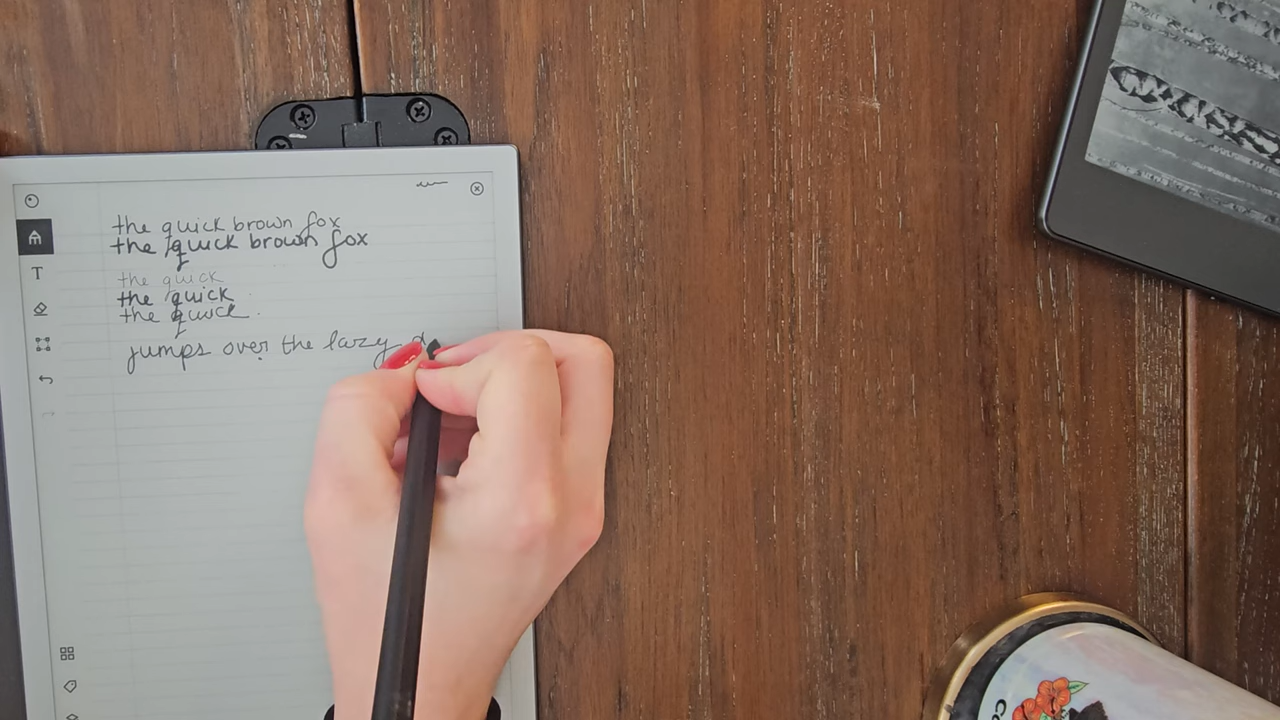 the quick brown fox
the quick brown fox
the quick
the quick
the quick
jumps over the lazy d
T